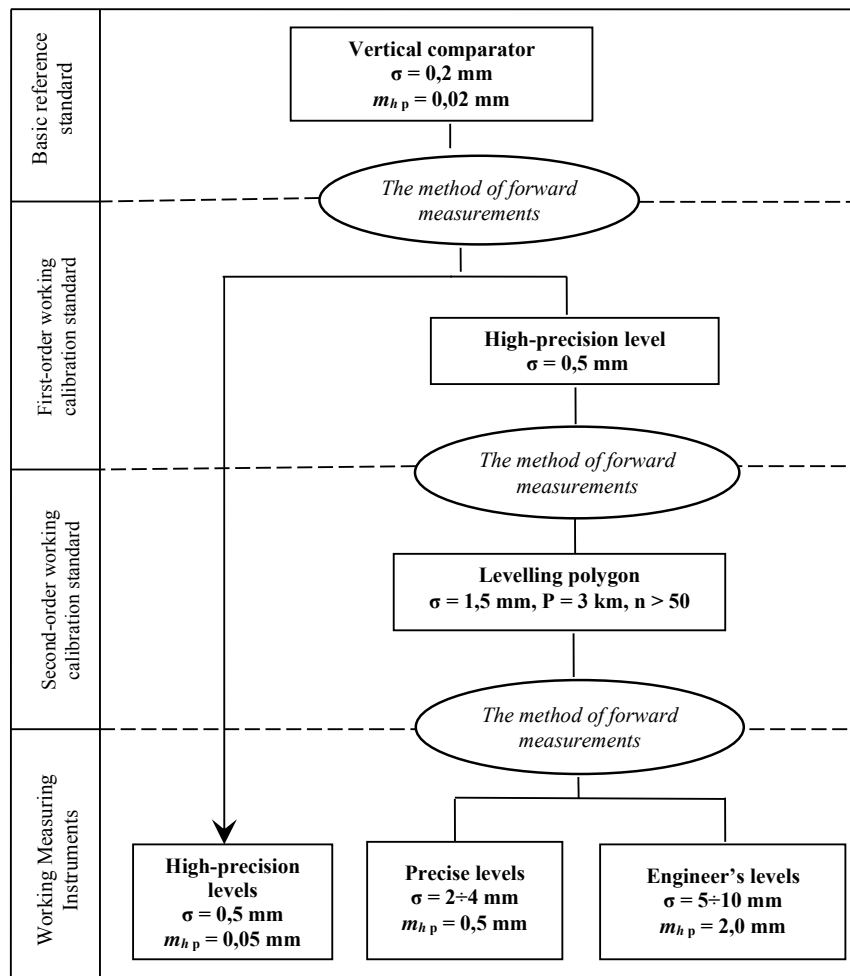 Basic reference
standard
Vertical comparator
σ = 0,2 mm
m_h p = 0,02 mm
The method of forward
measurements
First-order working
calibration standard
High-precision level
σ = 0,5 mm
The method of forward
measurements
Second-order working
calibration standard
Levelling polygon
σ = 1,5 mm, P = 3 km, n > 50
The method of forward
measurements
Working Measuring
Instruments
High-precision
levels
σ = 0,5 mm
m_h p = 0,05 mm
Precise levels
σ = 2÷4 mm
m_h p = 0,5 mm
Engineer’s levels
σ = 5÷10 mm
m_h p = 2,0 mm